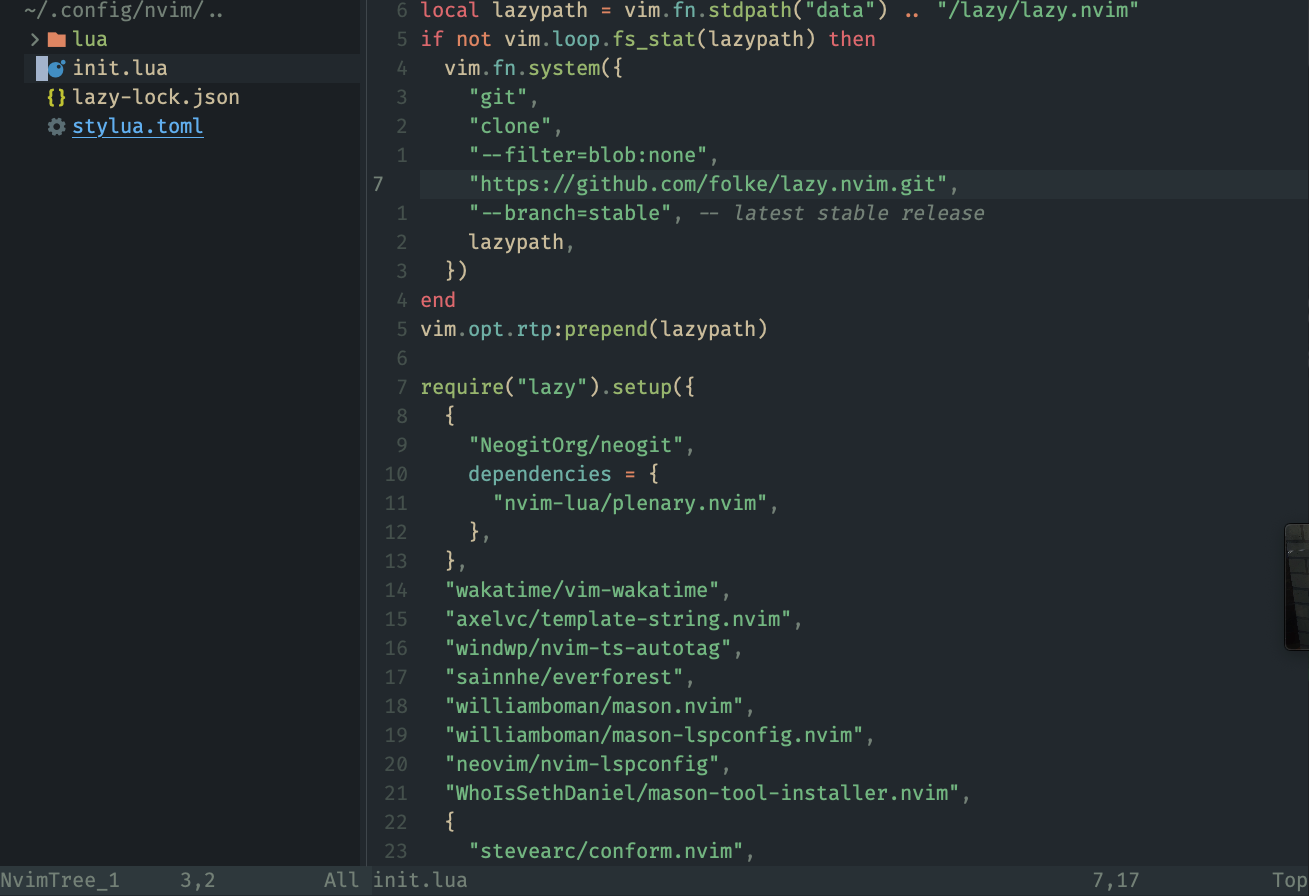 ~/.config/nvim/..
lua
init.lua
{} lazy-lock.json
stylua.toml
6 local lazypath = vim.fn.stdpath("data") .. "/lazy/lazy.nvim"
5 if not vim.loop.fs_stat(lazypath) then
4   vim.fn.system({
3     "git",
2     "clone",
1     "--filter=blob:none",
7     "https://github.com/folke/lazy.nvim.git",
1     "--branch=stable", -- latest stable release
2     lazypath,
3   })
4 end
5 vim.opt.rtp:prepend(lazypath)
6
7 require("lazy").setup({
8   {
9     "NeogitOrg/neogit",
10     dependencies = {
11       "nvim-lua/plenary.nvim",
12     },
13   },
14   "wakatime/vim-wakatime",
15   "axelvc/template-string.nvim",
16   "windwp/nvim-ts-autotag",
17   "sainnhe/everforest",
18   "williamboman/mason.nvim",
19   "williamboman/mason-lspconfig.nvim",
20   "neovim/nvim-lspconfig",
21   "WhoIsSethDaniel/mason-tool-installer.nvim",
22   {
23     "stevearc/conform.nvim",
NvimTree_1 3,2 All init.lua 7,17 Top